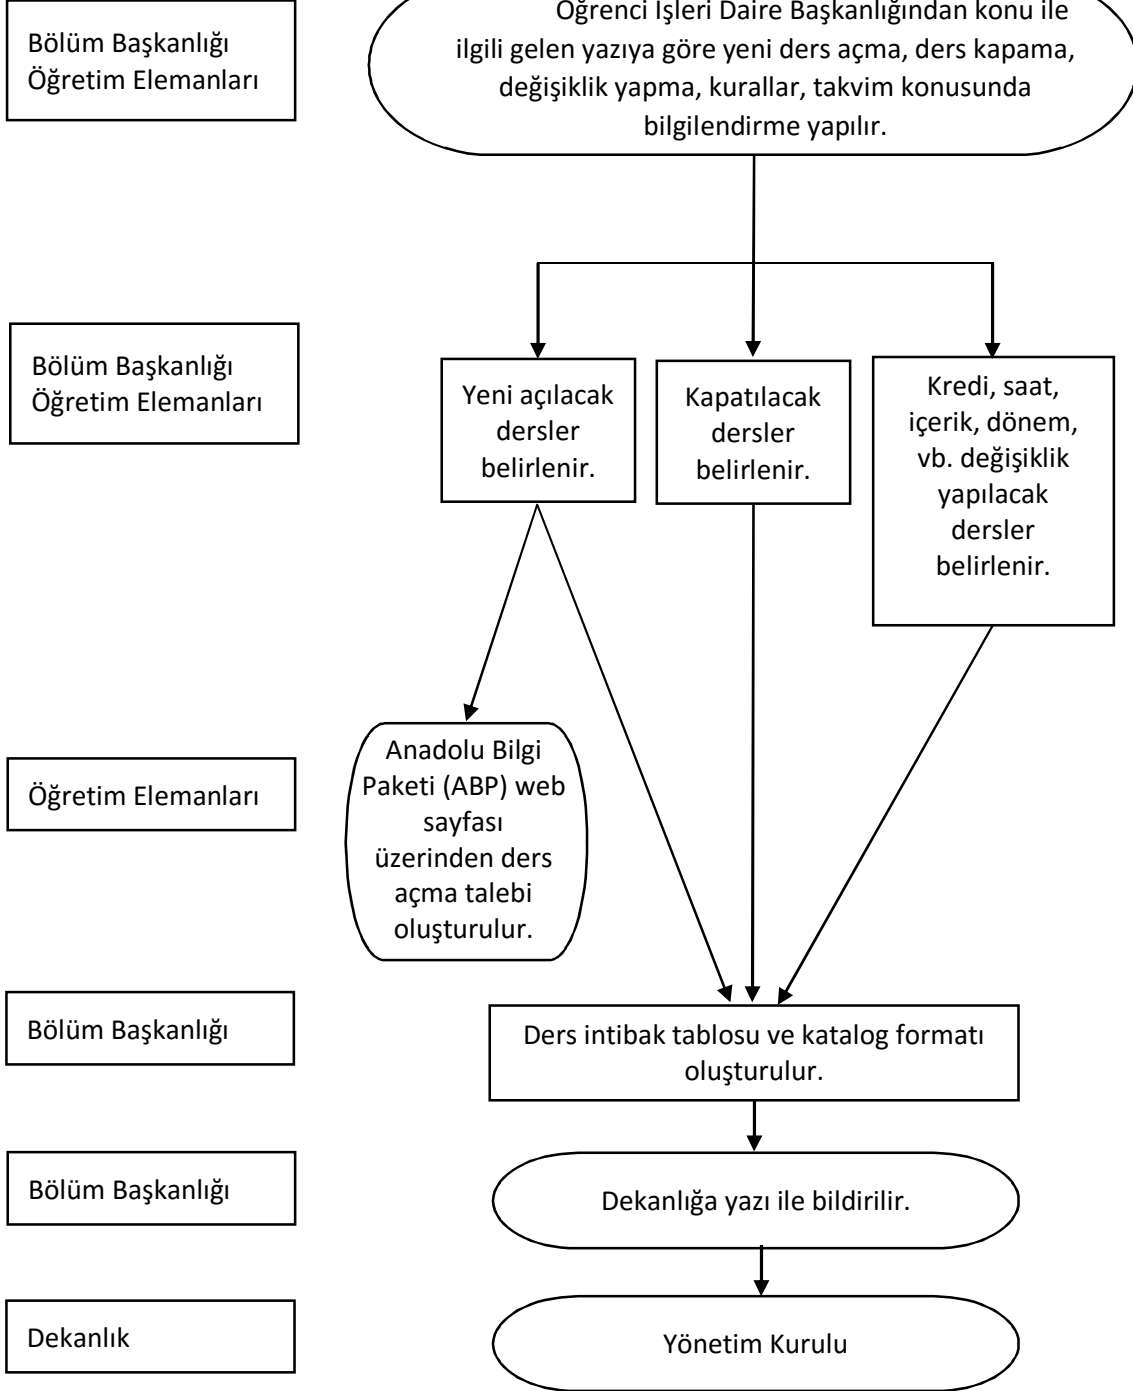 Bölüm Başkanlığı
Öğretim Elemanları
Öğrenci İşleri Daire Başkanlığından konu ile
ilgili gelen yazıya göre yeni ders açma, ders kapama,
değişiklik yapma, kurallar, takvim konusunda
bilgilendirme yapılır.
Bölüm Başkanlığı
Öğretim Elemanları
Yeni açılacak
dersler
belirlenir.
Kapatılacak
dersler
belirlenir.
Kredi, saat,
içerik, dönem,
vb. değişiklik
yapılacak
dersler
belirlenir.
Öğretim Elemanları
Anadolu Bilgi
Paketi (ABP) web
sayfası
üzerinden ders
açma talebi
oluşturulur.
Bölüm Başkanlığı
Ders intibak tablosu ve katalog formatı
oluşturulur.
Bölüm Başkanlığı
Dekanlığa yazı ile bildirilir.
Dekanlık
Yönetim Kurulu